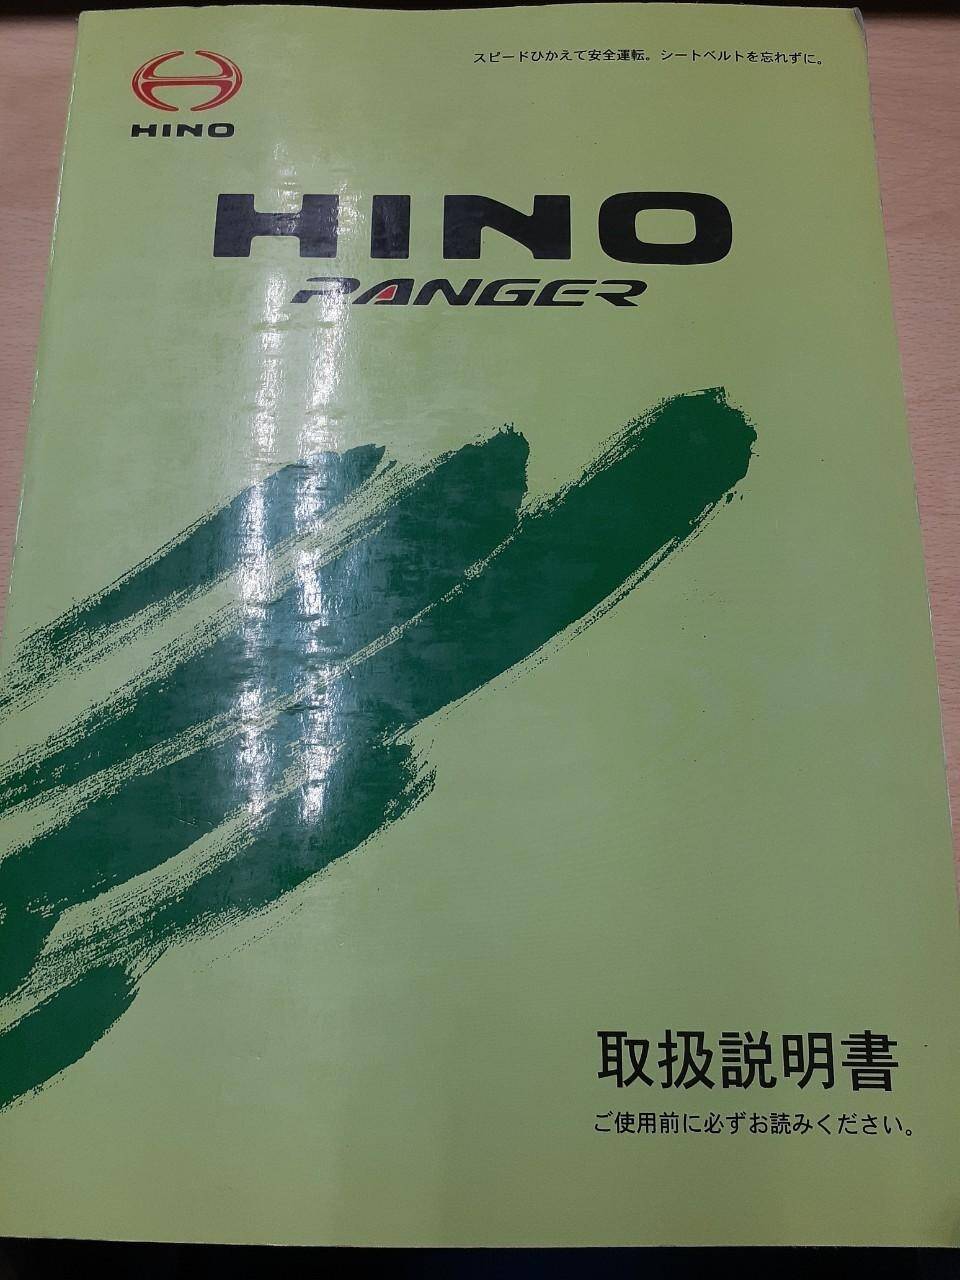 スピードひかえて安全運転。シートベルトを忘れずに。
HINO
HINO
RANGER
取扱説明書
ご使用前に必ずお読みください。